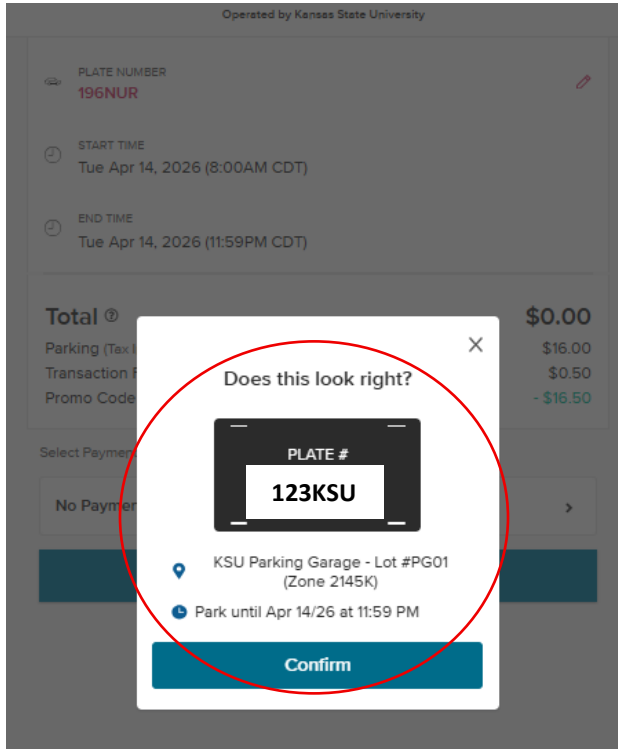 Operated by Kansas State University
PLATE NUMBER
196NUR
START TIME
Tue Apr 14, 2026 (8:00AM CDT)
END TIME
Tue Apr 14, 2026 (11:59PM CDT)
Total $0.00
Parking (Tax $16.00
Transaction $0.50
Promo Code - $16.50
Select
No
Does this look right?
PLATE #
123KSU
KSU Parking Garage - Lot #PG01
(Zone 2145K)
Park until Apr 14/26 at 11:59 PM
Confirm